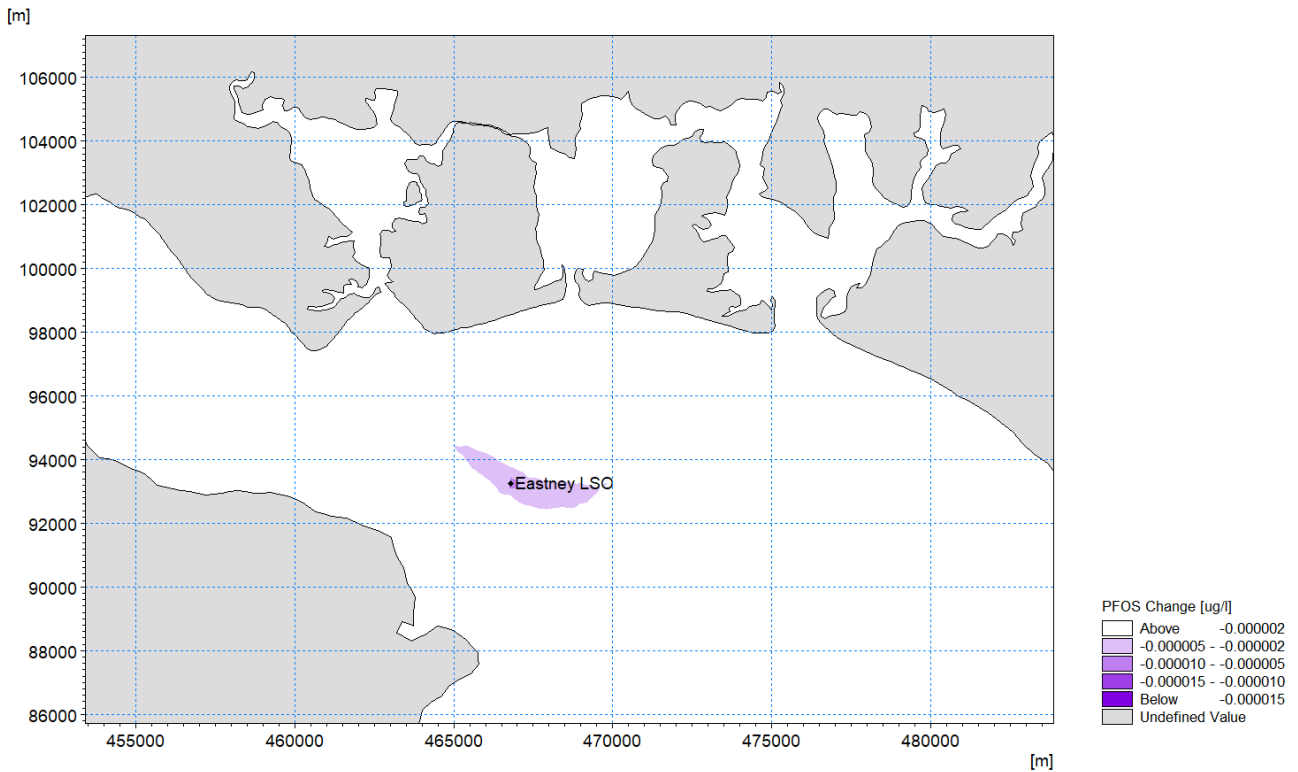 [m]
106000
104000
102000
100000
98000
96000
94000
92000
90000
88000
86000
Eastney LSO
455000 460000 465000 470000 475000 480000
[m]
PFOS Change [ug/l]
Above -0.000002
-0.000005 - -0.000002
-0.000010 - -0.000005
-0.000015 - -0.000010
Below -0.000015
Undefined Value